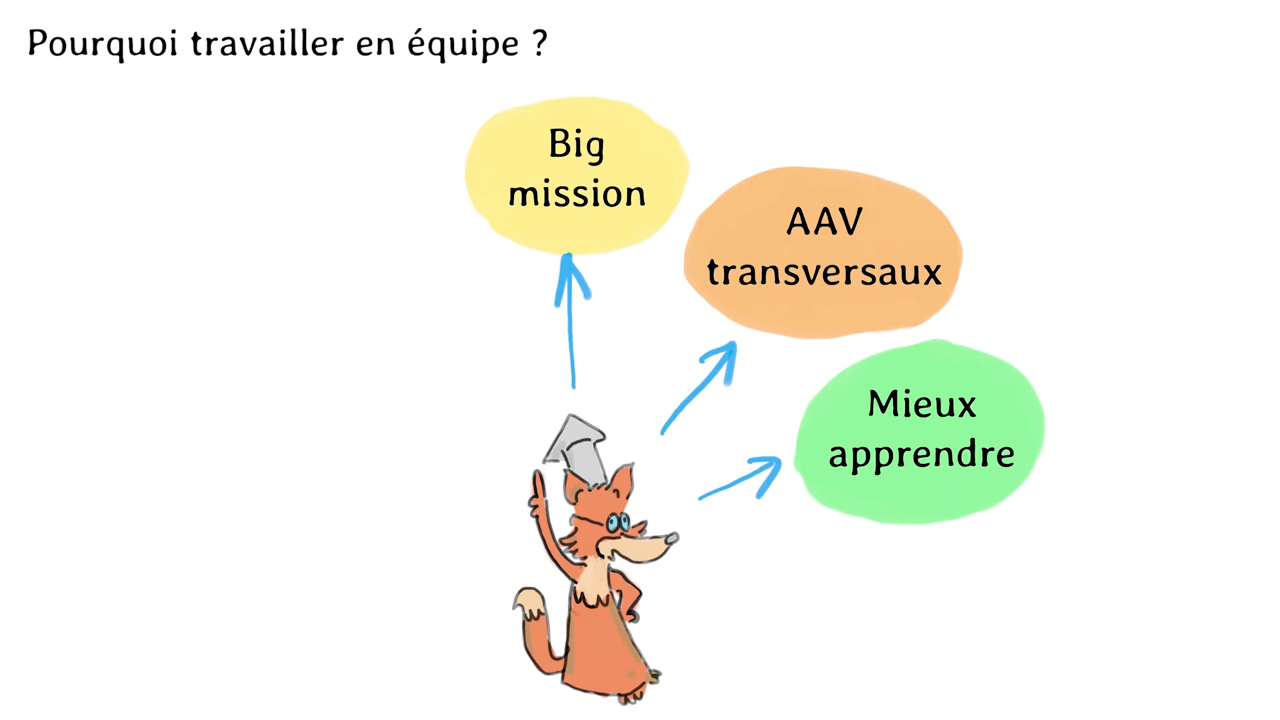 Pourquoi travailler en équipe ?
Big
mission
AAV
transversaux
Mieux
apprendre